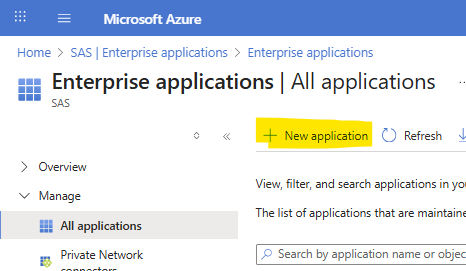 Microsoft Azure
Home > SAS | Enterprise applications > Enterprise applications
Enterprise applications | All applications
SAS
« + New application Refresh
Overview
Manage
All applications
Private Network
View, filter, and search applications in you
The list of applications that are maintaine
Search by application name or objec